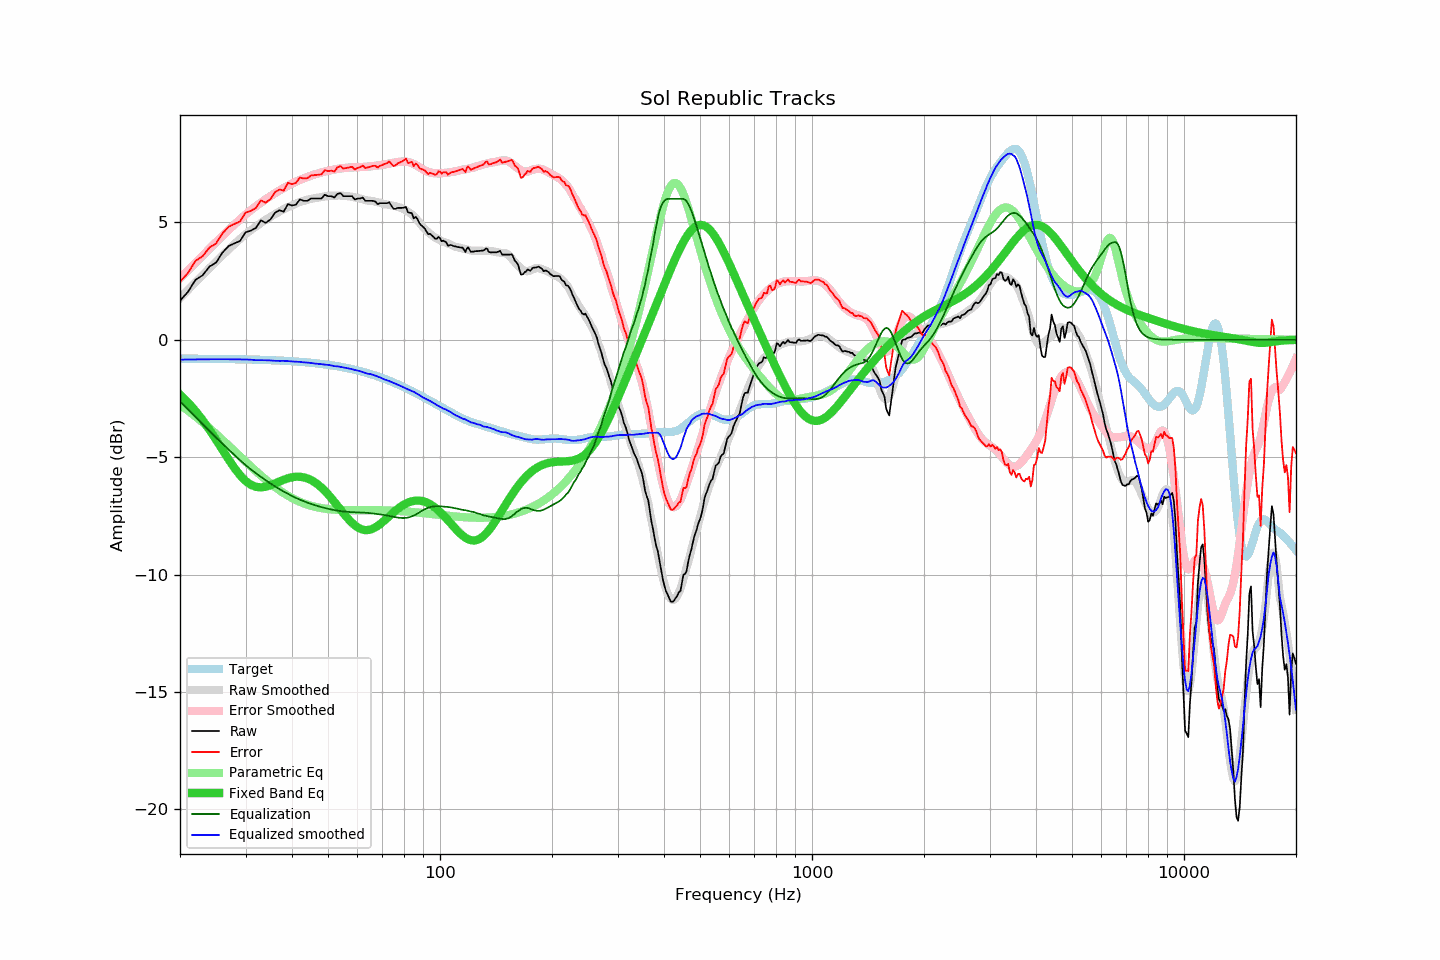 Sol Republic Tracks
Amplitude (dBr)
5
0
−5
−10
−15
−20
Target
Raw Smoothed
Error Smoothed
Raw
Error
Parametric Eq
Fixed Band Eq
Equalization
Equalized smoothed
100
1000
10000
Frequency (Hz)